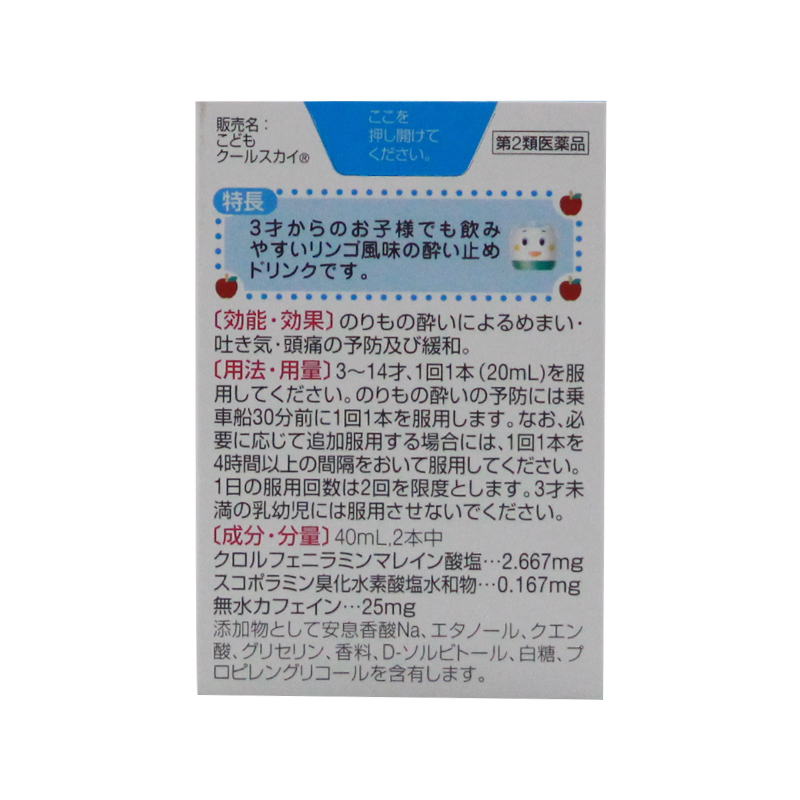 販売名:
こども
クールスカイ®
ここを
押し開けて
ください。
第2類医薬品
特長
3才からのお子様でも飲み
やすいリンゴ風味の酔い止め
ドリンクです。
〔効能・効果〕のりもの酔いによるめまい・
吐き気・頭痛の予防及び緩和。
〔用法・用量〕3〜14才、1回1本(20mL)を服
用してください。のりもの酔いの予防には乗
車船30分前に1回1本を服用します。なお、必
要に応じて追加服用する場合には、1回1本を
4時間以上の間隔をおいて服用してください。
1日の服用回数は2回を限度とします。3才未
満の乳幼児には服用させないでください。
〔成分・分量〕40mL,2本中
クロルフェニラミンマレイン酸塩…2.667mg
スコポラミン臭化水素酸塩水和物…0.167mg
無水カフェイン…25mg
添加物として安息香酸Na、エタノール、クエン
酸、グリセリン、香料、D-ソルビトール、白糖、プ
ロピレングリコールを含有します。